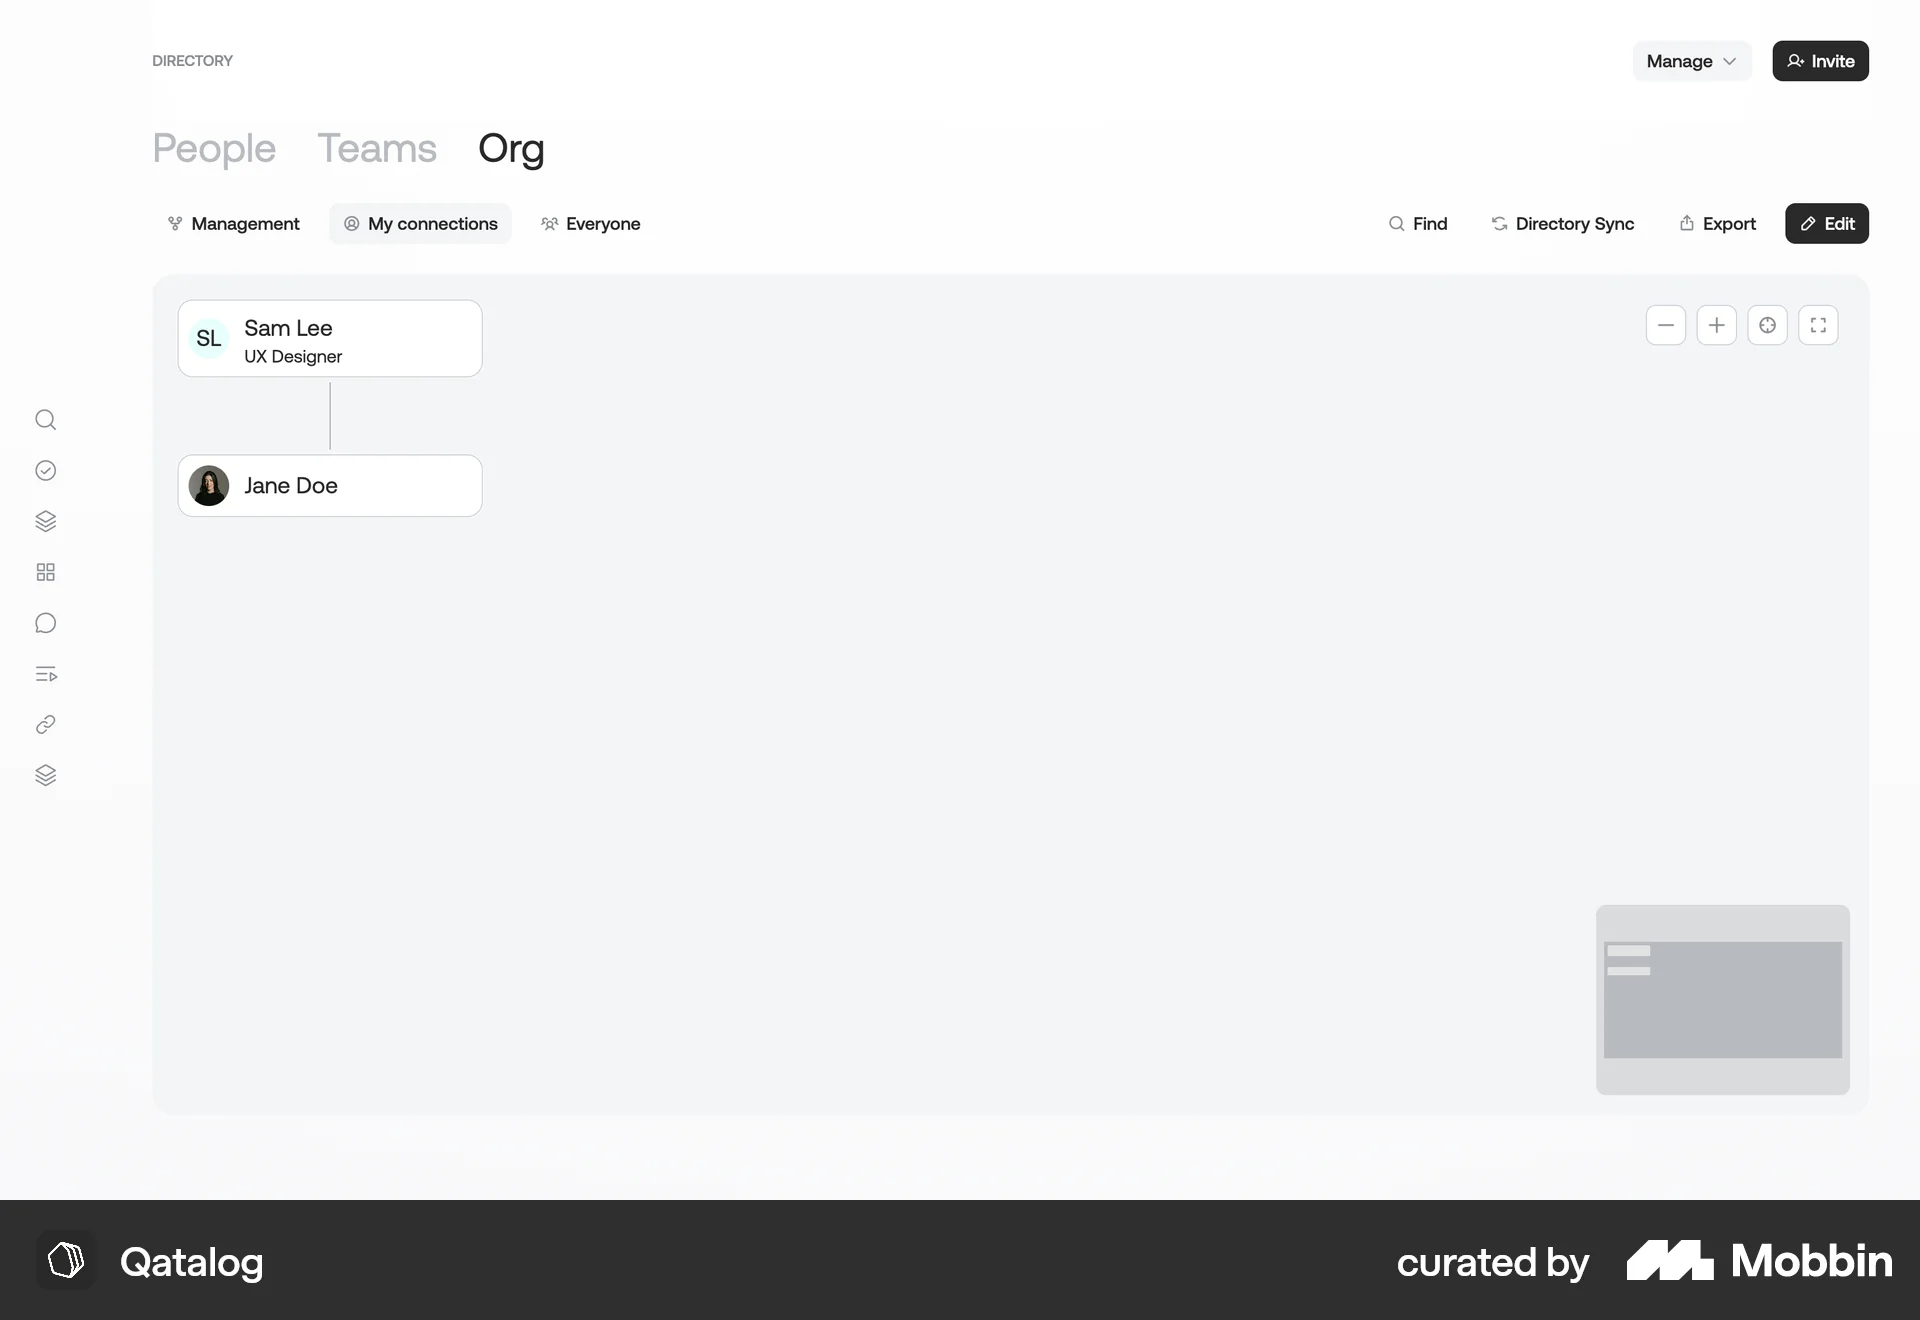 DIRECTORY
Manage
Invite
People Teams Org
Management My connections Everyone
Find Directory Sync Export Edit
SL
Sam Lee
UX Designer
Jane Doe
Qatalog
curated by Mobbin